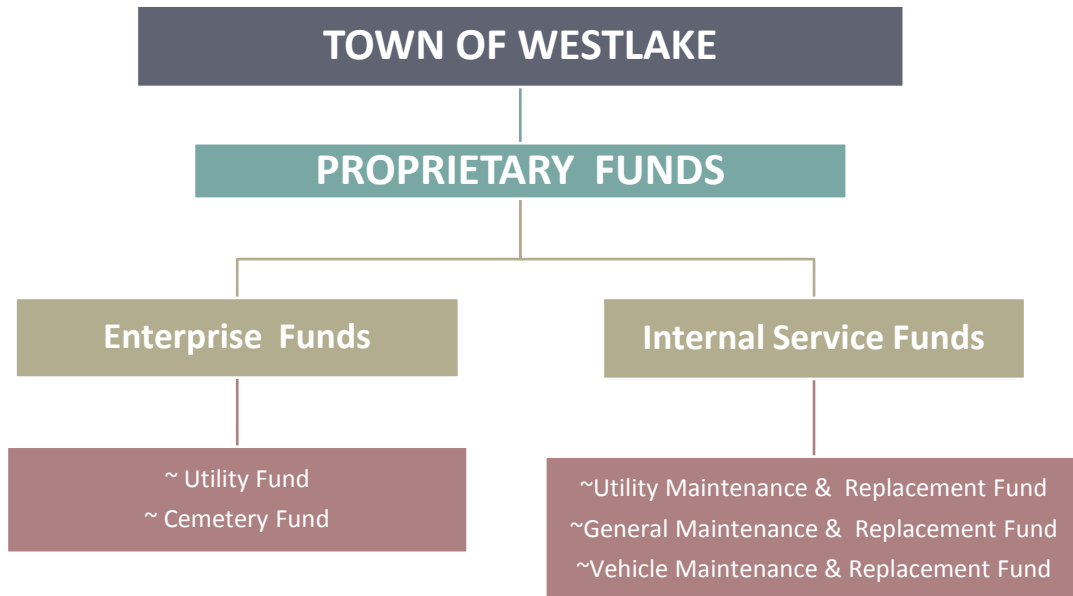 TOWN OF WESTLAKE
PROPRIETARY FUNDS
Enterprise Funds
Internal Service Funds
~ Utility Fund
~ Cemetery Fund
~Utility Maintenance & Replacement Fund
~General Maintenance & Replacement Fund
~Vehicle Maintenance & Replacement Fund